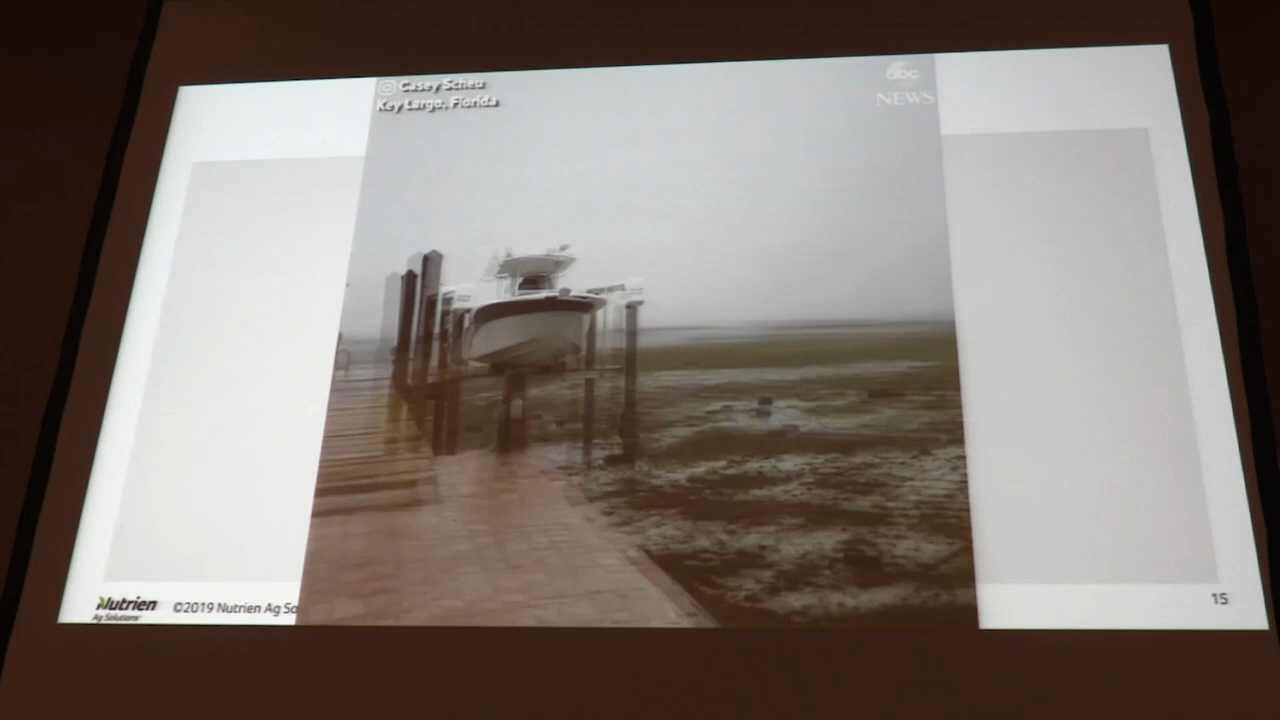 Casey Scheu
Key Largo, Florida
abc
NEWS
Nutrien
Ag Solutions
©2019 Nutrien Ag So
15